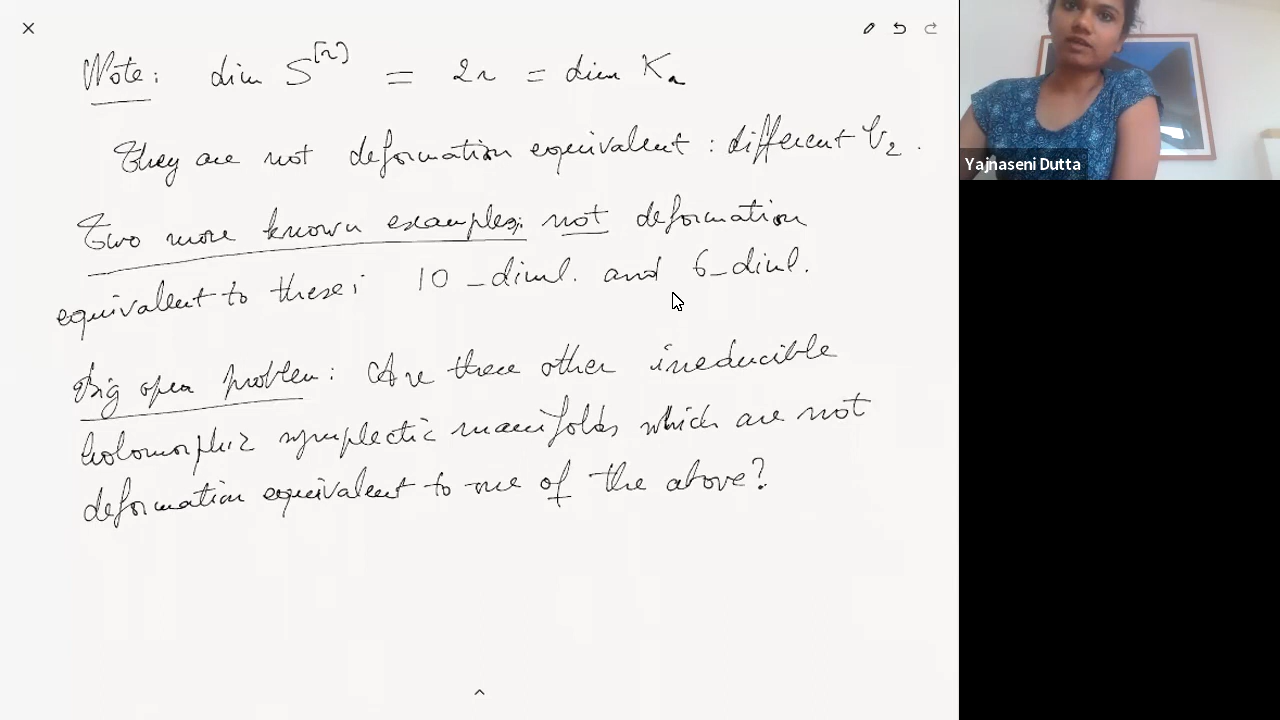 Note: dim S^[n] = 2n = dim K_n
They are not deformation equivalent: different b_2.
Two more known examples: not deformation
equivalent to these: 10-diml. and 6-diml.
Big open problem: Are there other irreducible
holomorphic symplectic manifolds which are not
deformation equivalent to one of the above?
Yajnaseni Dutta